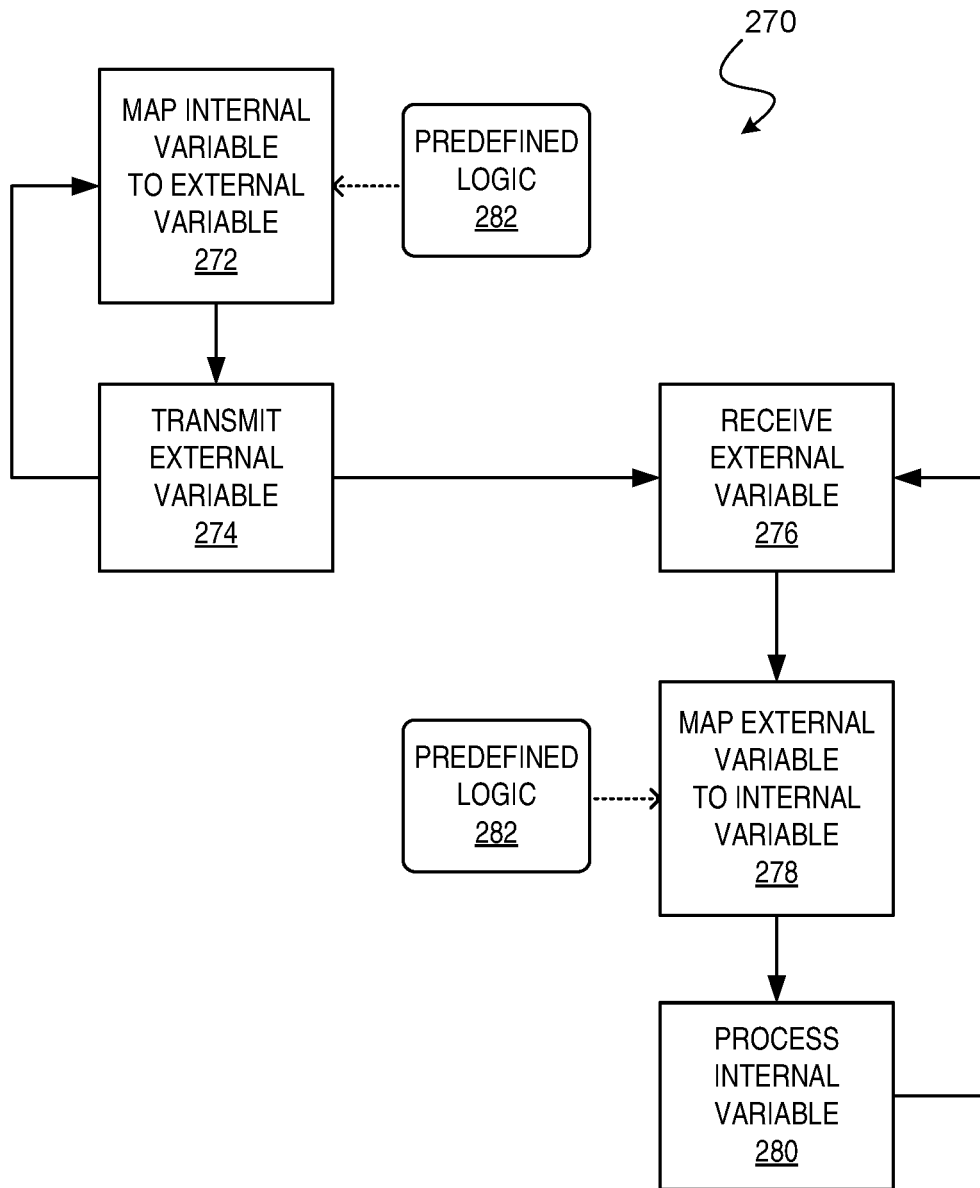 270
MAP INTERNAL
VARIABLE
TO EXTERNAL
VARIABLE
272
PREDEFINED
LOGIC
282
TRANSMIT
EXTERNAL
VARIABLE
274
RECEIVE
EXTERNAL
VARIABLE
276
PREDEFINED
LOGIC
282
MAP EXTERNAL
VARIABLE
TO INTERNAL
VARIABLE
278
PROCESS
INTERNAL
VARIABLE
280